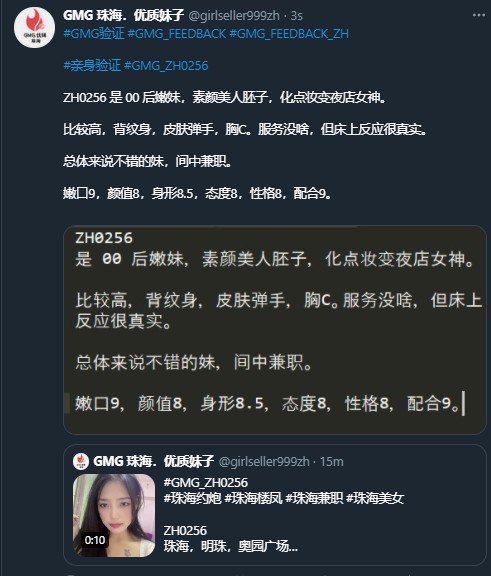 GMG 珠海．优质妹子 @girlseller999zh · 3s
#GMG验证 #GMG_FEEDBACK #GMG_FEEDBACK_ZH
#亲身验证 #GMG_ZH0256
ZH0256 是 00 后嫩妹，素颜美人胚子，化点妆变夜店女神。
比较高，背纹身，皮肤弹手，胸C。服务没啥，但床上反应很真实。
总体来说不错的妹，间中兼职。
嫩口9，颜值8，身形8.5，态度8，性格8，配合9。
ZH0256
是 00 后嫩妹，素颜美人胚子，化点妆变夜店女神。
比较高，背纹身，皮肤弹手，胸C。服务没啥，但床上
反应很真实。
总体来说不错的妹，间中兼职。
嫩口9，颜值8，身形8.5，态度8，性格8，配合9。
GMG 珠海．优质妹子 @girlseller999zh · 15m
#GMG_ZH0256
#珠海约炮 #珠海楼凤 #珠海兼职 #珠海美女
ZH0256
珠海，明珠，奥园广场...
0:10